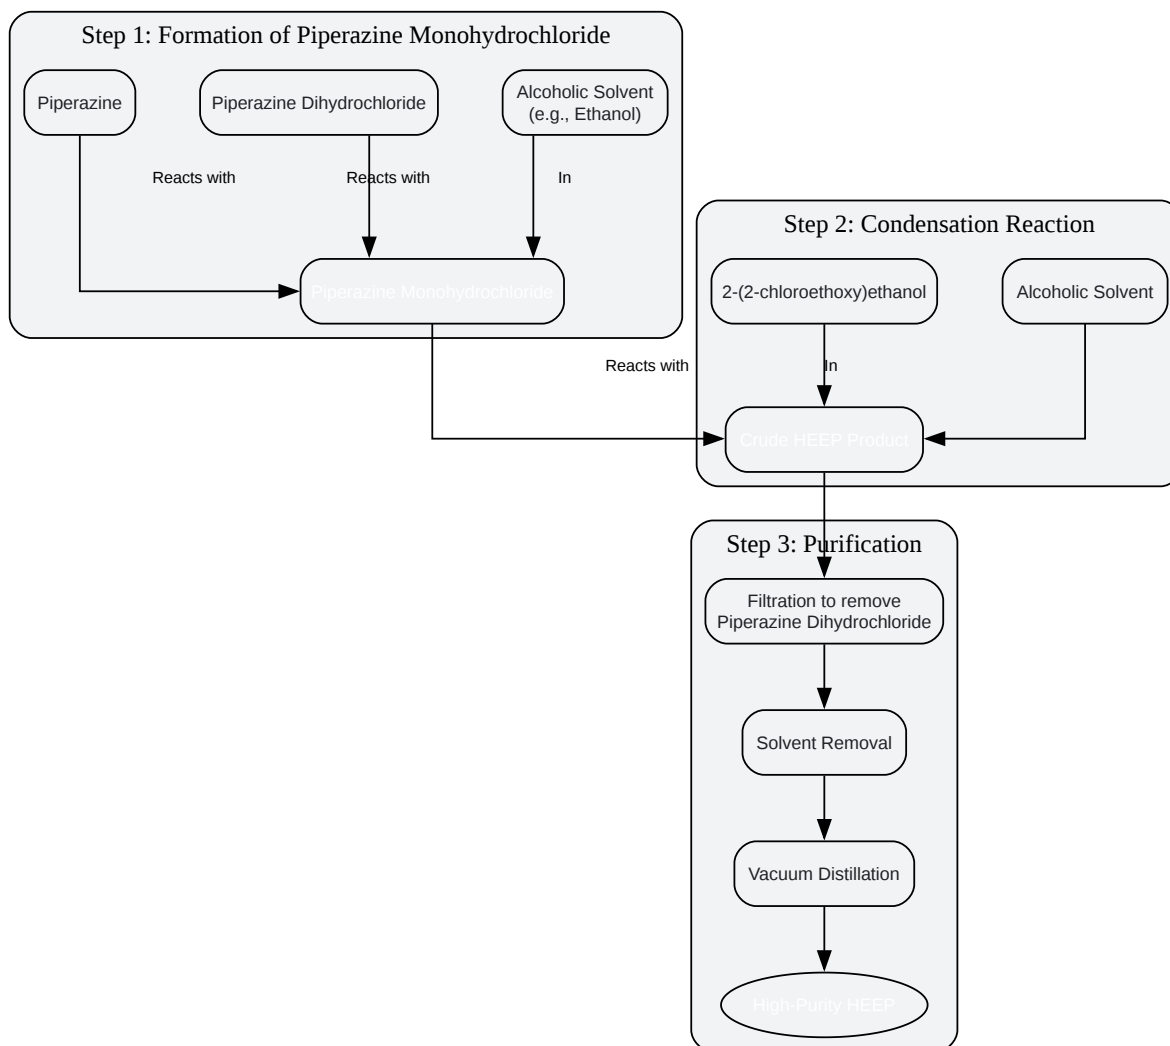 Step 1: Formation of Piperazine Monohydrochloride
Piperazine
Piperazine Dihydrochloride
Alcoholic Solvent
(e.g., Ethanol)
Reacts with
Reacts with
In
Piperazine Monohydrochloride
Step 2: Condensation Reaction
2-(2-chloroethoxy)ethanol
Alcoholic Solvent
Reacts with
In
Crude HEEP Product
Step 3: Purification
Filtration to remove
Piperazine Dihydrochloride
Solvent Removal
Vacuum Distillation
High-Purity HEEP